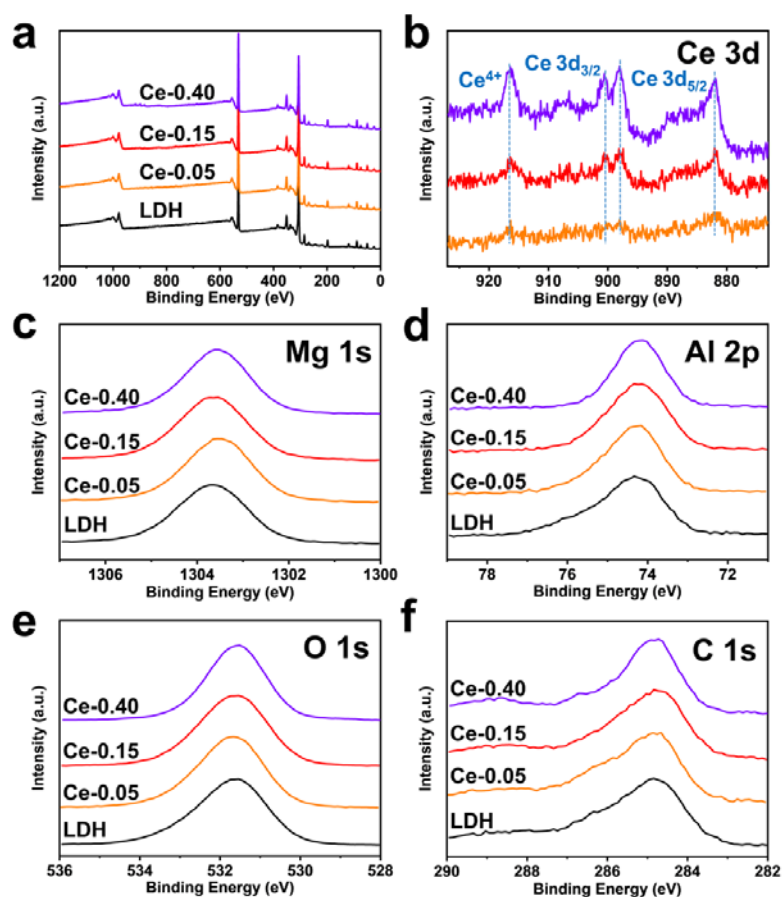 a
Ce-0.40
Ce-0.15
Ce-0.05
LDH
Intensity (a.u.)
1200 1000 800 600 400 200 0
Binding Energy (eV)
b
Ce 3d
Ce4+
Ce 3d3/2
Ce 3d5/2
Intensity (a.u.)
920 910 900 890 880
Binding Energy (eV)
c
Mg 1s
Ce-0.40
Ce-0.15
Ce-0.05
LDH
Intensity (a.u.)
1306 1304 1302 1300
Binding Energy (eV)
d
Al 2p
Ce-0.40
Ce-0.15
Ce-0.05
LDH
Intensity (a.u.)
78 76 74 72
Binding Energy (eV)
e
O 1s
Ce-0.40
Ce-0.15
Ce-0.05
LDH
Intensity (a.u.)
536 534 532 530 528
Binding Energy (eV)
f
C 1s
Ce-0.40
Ce-0.15
Ce-0.05
LDH
Intensity (a.u.)
290 288 286 284 282
Binding Energy (eV)